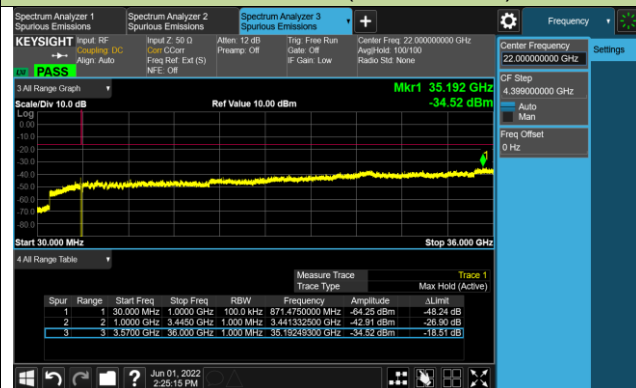 Spectrum Analyzer 1
Spurious Emissions
Spectrum Analyzer 2
Spurious Emissions
Spectrum Analyzer 3
Spurious Emissions
Frequency
KEYSIGHT
Input: RF
Coupling: DC
Align: Auto
Input Z: 50 Ω
Corr CCorr
Freq Ref: Ext (S)
NFE: Off
Atten: 12 dB
Preamp: Off
Trig: Free Run
Gate: Off
IF Gain: Low
Center Freq: 22.000000000 GHz
Avg|Hold: 100/100
Radio Std: None
PASS
Center Frequency
22.000000000 GHz
Settings
CF Step
4.399000000 GHz
Auto
Man
Freq Offset
0 Hz
3 All Range Graph
Mkr1 35.192 GHz
Scale/Div 10.0 dB
Ref Value 10.00 dBm
-34.52 dBm
Log
0.00
-10.0
-20.0
-30.0
-40.0
-50.0
-60.0
-70.0
-80.0
1
Start 30.000 MHz
Stop 36.000 GHz
4 All Range Table
Measure Trace
Trace 1
Trace Type
Max Hold (Active)
Spur Range Start Freq Stop Freq RBW Frequency Amplitude ΔLimit
1 1 30.000 MHz 1.0000 GHz 100.0 kHz 871.4750000 MHz -64.25 dBm -48.24 dB
2 2 1.0000 GHz 3.4450 GHz 1.000 MHz 3.441332500 GHz -42.91 dBm -26.90 dB
3 3 3.5700 GHz 36.000 GHz 1.000 MHz 35.19249300 GHz -34.52 dBm -18.51 dB
Jun 01, 2022
2:25:15 PM